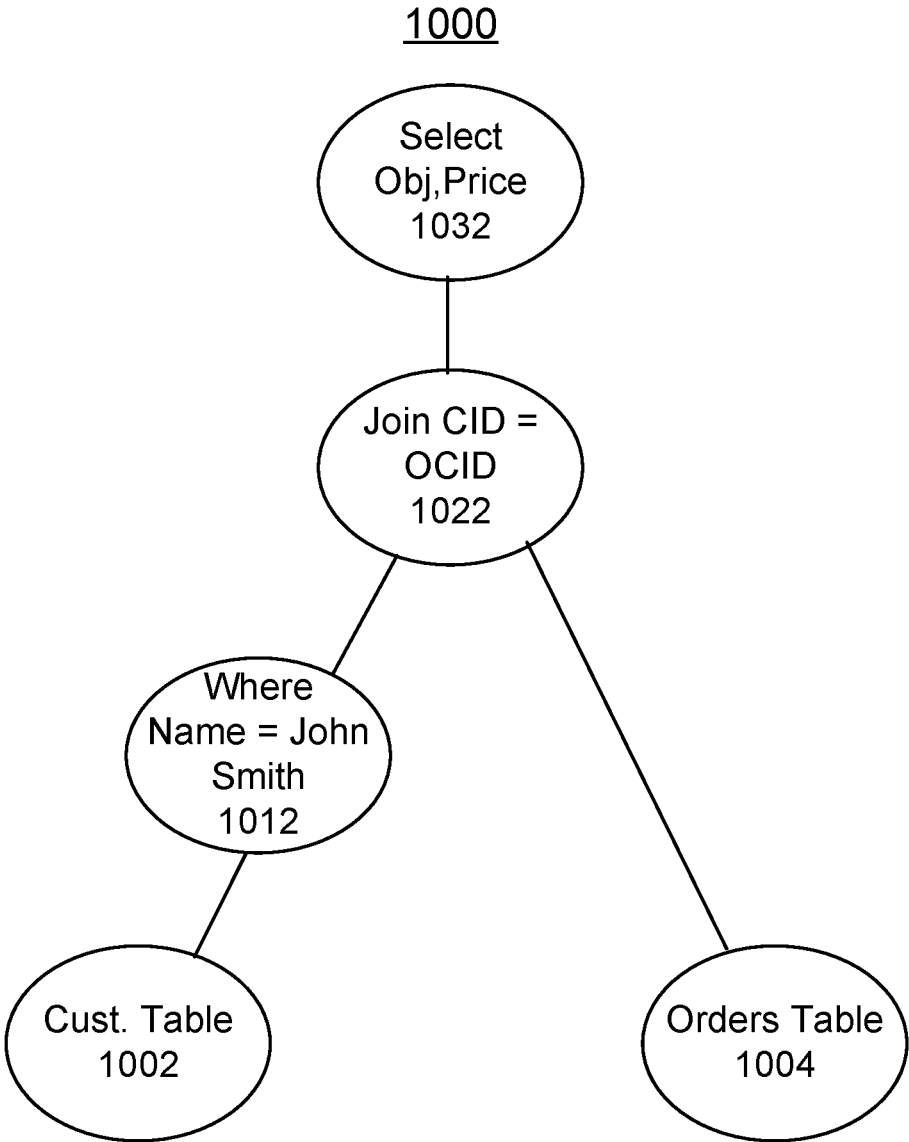 1000
Select
Obj,Price
1032
Join CID =
OCID
1022
Where
Name = John
Smith
1012
Cust. Table
1002
Orders Table
1004